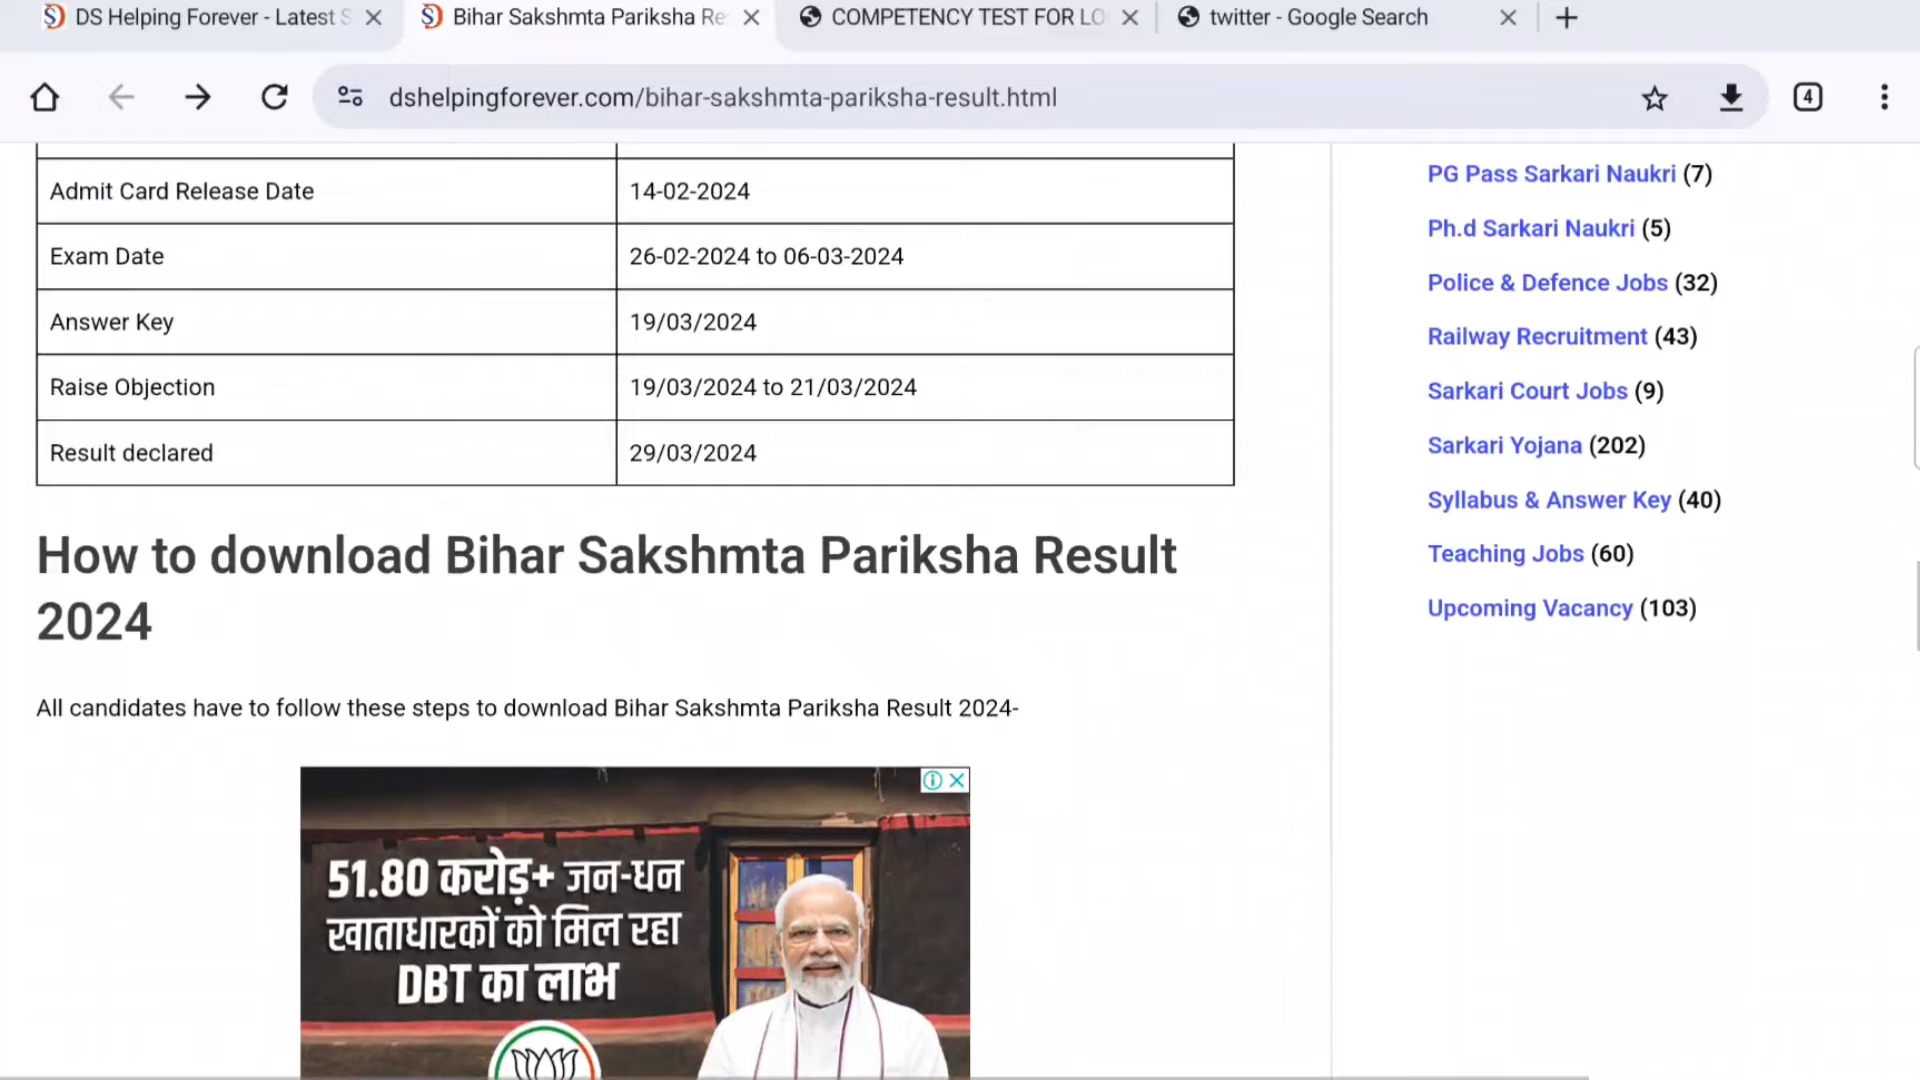 DS Helping Forever - Latest S
Bihar Sakshmta Pariksha Re
COMPETENCY TEST FOR LO
twitter - Google Search
dshelpingforever.com/bihar-sakshmta-pariksha-result.html
4
Admit Card Release Date 14-02-2024
Exam Date 26-02-2024 to 06-03-2024
Answer Key 19/03/2024
Raise Objection 19/03/2024 to 21/03/2024
Result declared 29/03/2024
How to download Bihar Sakshmta Pariksha Result
2024
All candidates have to follow these steps to download Bihar Sakshmta Pariksha Result 2024-
51.80 करोड़+ जन-धन
खाताधारकों को मिल रहा
DBT का लाभ
PG Pass Sarkari Naukri (7)
Ph.d Sarkari Naukri (5)
Police & Defence Jobs (32)
Railway Recruitment (43)
Sarkari Court Jobs (9)
Sarkari Yojana (202)
Syllabus & Answer Key (40)
Teaching Jobs (60)
Upcoming Vacancy (103)